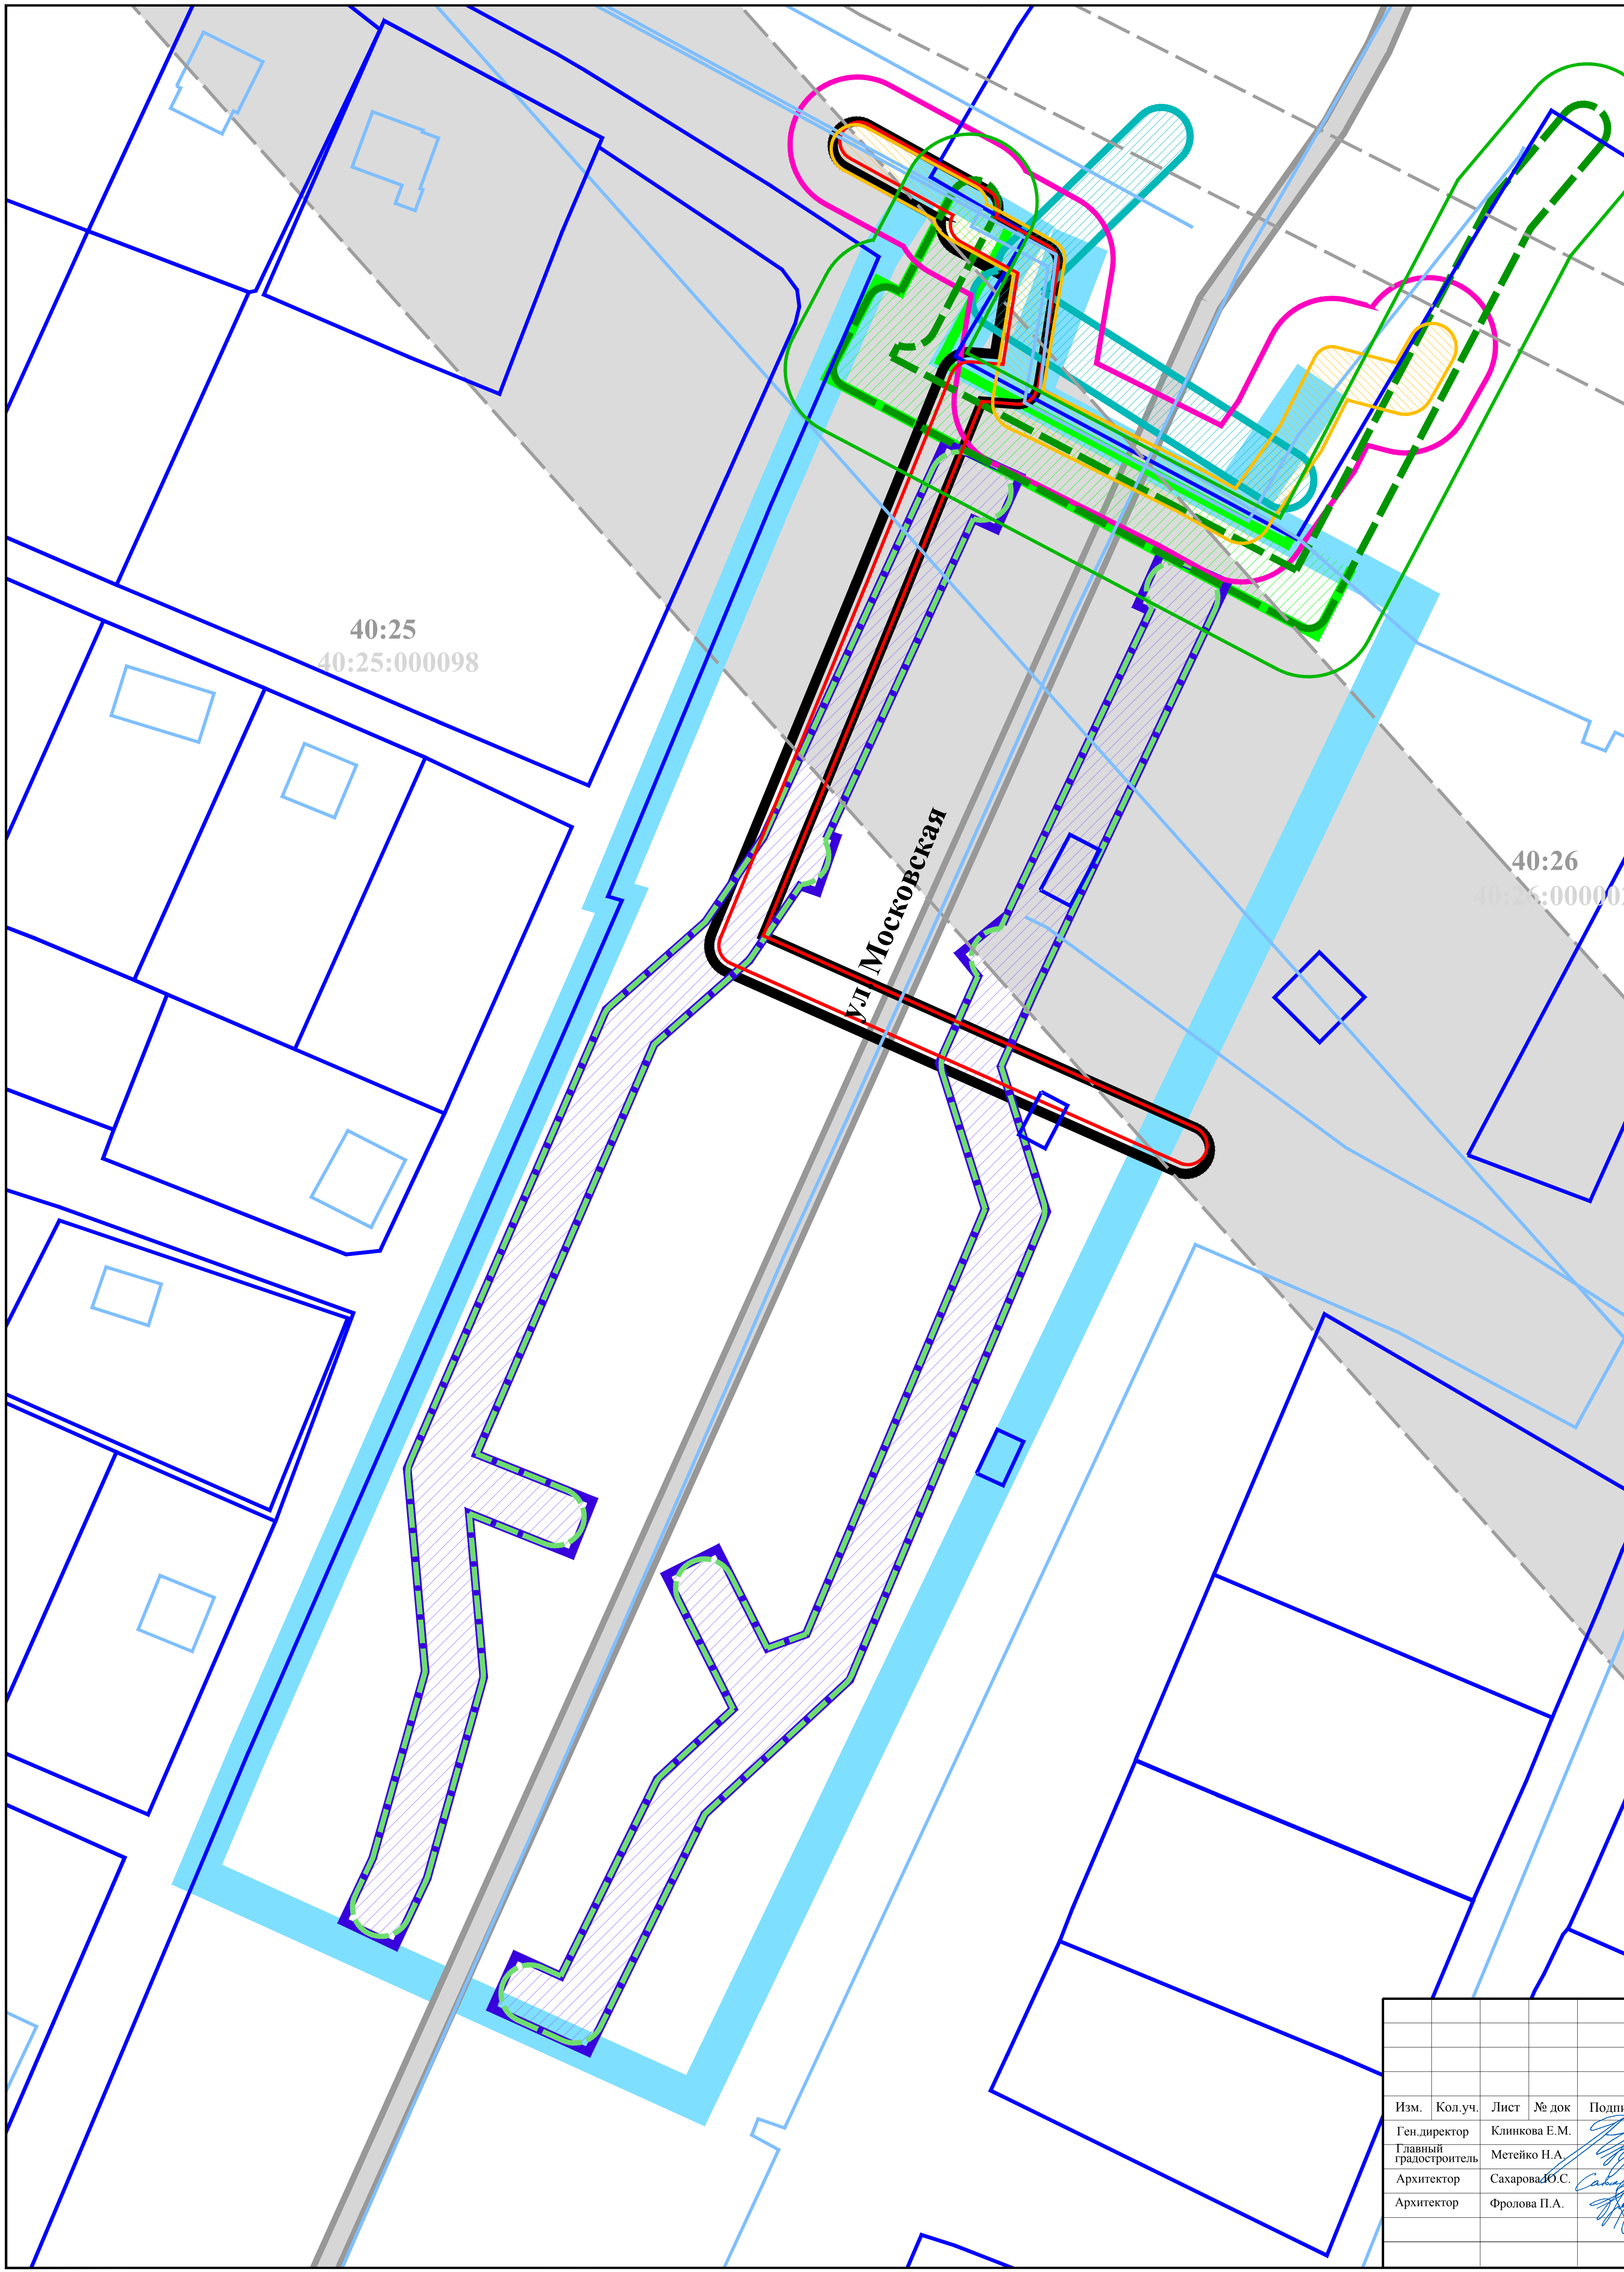 40:25
40:25:000098
ул. Московская
40:26
Изм. Кол.уч. Лист № док
Ген.директор Клинкова Е.М.
Главный
градостроитель Метейко Н.А.
Архитектор Сахарова Ю.С.
Архитектор Фролова П.А.